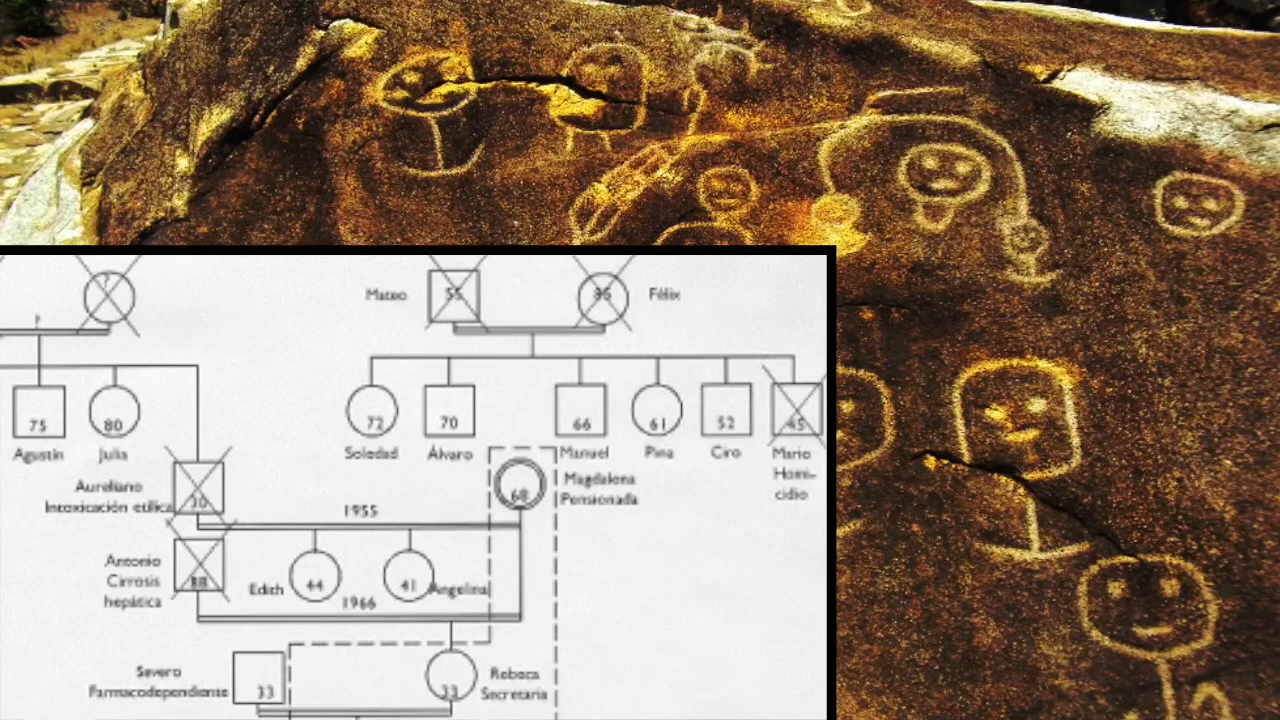 ?
?
Mateo
55
86
Félix
75
80
72
70
66
61
52
45
Agustín
Julia
Soledad
Álvaro
Manuel
Pina
Ciro
Mario
Homi-
cidio
Aureliano
Intoxicación etílica
30
68
Magdalena
Pensionada
1955
Antonio
Cirosis
hepática
88
Edith
44
41
Angelina
1966
Severo
Farmacodependiente
33
33
Reboca
Secretaria